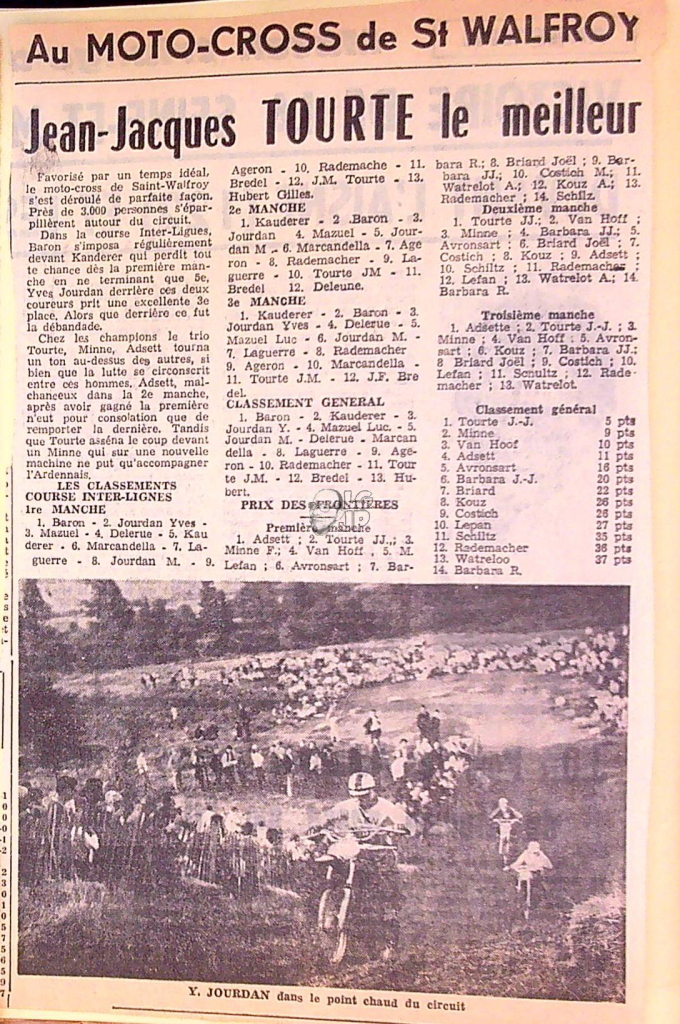 Au MOTO-CROSS de St WALFROY
Jean-Jacques TOURTE le meilleur
Favorisé par un temps idéal,
le moto-cross de Saint-Walfroy
s'est déroulé de parfaite façon.
Près de 3.000 personnes s'épar-
pillèrent autour du circuit.
Dans la course Inter-Ligues,
Baron s'imposa régulièrement
devant Kanderer qui perdit tou
te chance dès la première man-
che en ne terminant que 5e,
Yves Jourdan derrière ces deux
coureurs prit une excellente 3e
place. Alors que derrière ce fut
la débandade.
Chez les champions le trio
Tourte, Minne, Adsett tourna
un ton au-dessus des autres, si
bien que la lutte se circonscrit
entre ces hommes. Adsett, mal-
chanceux dans la 2e manche,
après avoir gagné la première
n'eut pour consolation que de
remporter la dernière. Tandis
que Tourte asséna le coup devant
un Minne qui sur une nouvelle
machine ne put qu'accompagner
l'Ardennais.
LES CLASSEMENTS
COURSE INTER-LIGNES
1re MANCHE
1. Baron - 2. Jourdan Yves -
3. Mazuel - 4. Delerue - 5. Kau
derer - 6. Marcandella - 7. La-
guerre - 8. Jourdan M. - 9.
Ageron - 10. Rademache - 11.
Bredel - 12. J.M. Tourte - 13.
Hubert Gilles.
2e MANCHE
1. Kauderer - 2 .Baron - 3.
Jourdan - 4. Mazuel - 5. Jour-
dan M - 6. Marcandella - 7. Age
ron - 8. Rademacher - 9. La-
guerre - 10. Tourte JM - 11.
Bredel 12. Deleune.
3e MANCHE
1. Kauderer - 2. Baron - 3.
Jourdan Yves - 4. Delerue - 5.
Mazuel Luc - 6. Jourdan M. -
7. Laguerre - 8. Rademacher
9. Ageron - 10. Marcandella -
11. Tourte J.M. - 12. J.F. Bre
del.
CLASSEMENT GENERAL
1. Baron - 2. Kauderer - 3.
Jourdan Y. - 4. Mazuel Luc. - 5.
Jourdan M. - Delerue - Marcan
della - 8. Laguerre - 9. Age-
ron - 10. Rademacher - 11. Tour
te J.M. - 12. Bredel - 13. Hu-
bert.
PRIX DES FRONTIERES
Première manche
1. Adsett ; 2. Tourte JJ.,; 3.
Minne F.; 4. Van Hoff , 5. M.
Lefan ; 6. Avronsart ; 7. Bar-
bara R.; 8. Briard Joël ; 9. Bar-
bara JJ.; 10. Costich M.; 11.
Watrelot A.; 12. Kouz A.; 13.
Rademacher ; 14. Schilz.
Deuxième manche
1. Tourte JJ.; 2. Van Hoff ;
3. Minne ; 4. Barbara JJ.; 5.
Avronsart : 6. Briard Joël ; 7.
Costich ; 8. Kouz ; 9. Adsett ;
10. Schiltz ; 11. Rademacher ;
12. Lefan ; 13. Watrelot A.; 14.
Barbara R.
Troisième manche
1. Adsette ; 2. Tourte J.-J. ; 3.
Minne ; 4. Van Hoff . 5. Avron-
sart ; 6. Kouz ; 7. Barbara JJ.;
8 Briard Joël ; 9. Costich ; 10.
Lefan ; 11. Schultz ; 12. Rade-
macher ; 13. Watrelot.
Classement général
1. Tourte J.-J. 5 pts
2. Minne 9 pts
3. Van Hoof 10 pts
4. Adsett 11 pts
5. Avronsart 16 pts
6. Barbara J.-J. 20 pts
7. Briard 22 pts
8. Kouz 26 pts
9. Costich 26 pts
10. Lepan 27 pts
11. Schiltz 35 pts
12. Rademacher 36 pts
13. Watreloo 37 pts
14. Barbara R.
Y. JOURDAN dans le point chaud du circuit